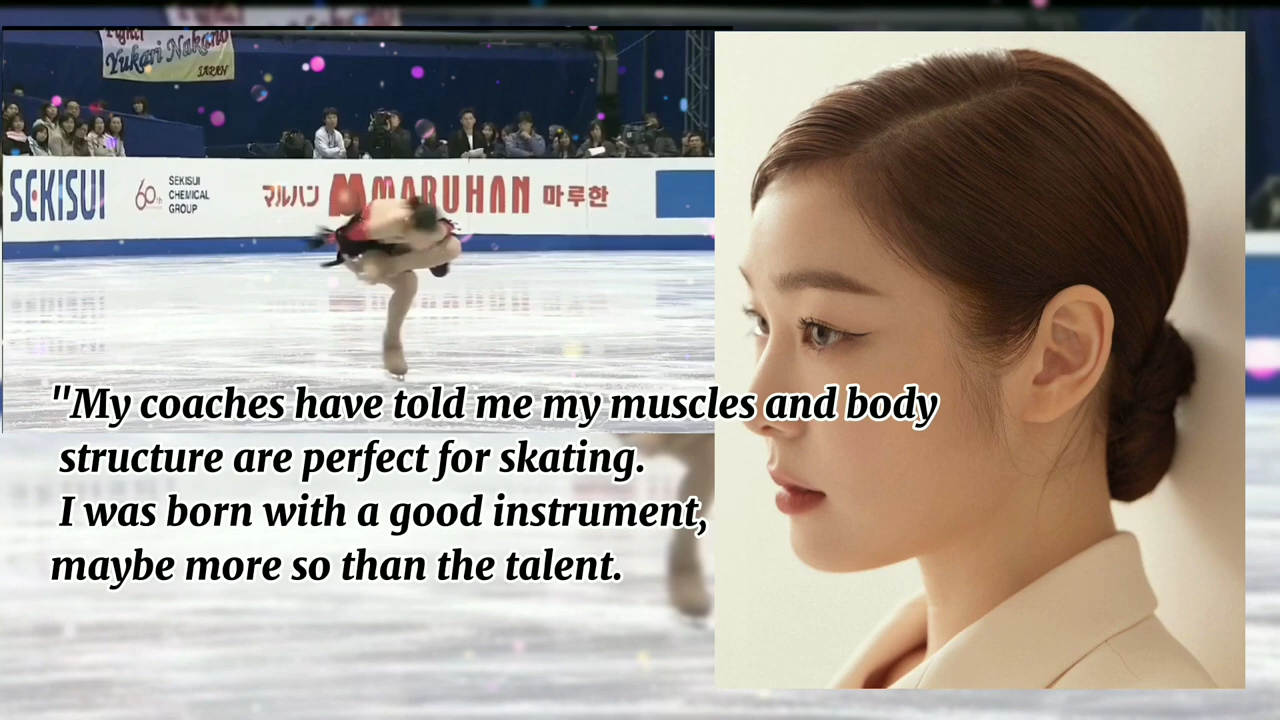 Fight!
Yukari Nakano
JAPAN
SEKISUI
60th
SEKISUI
CHEMICAL
GROUP
マルハン MARUHAN 마루한
"My coaches have told me my muscles and body
structure are perfect for skating.
I was born with a good instrument,
maybe more so than the talent.